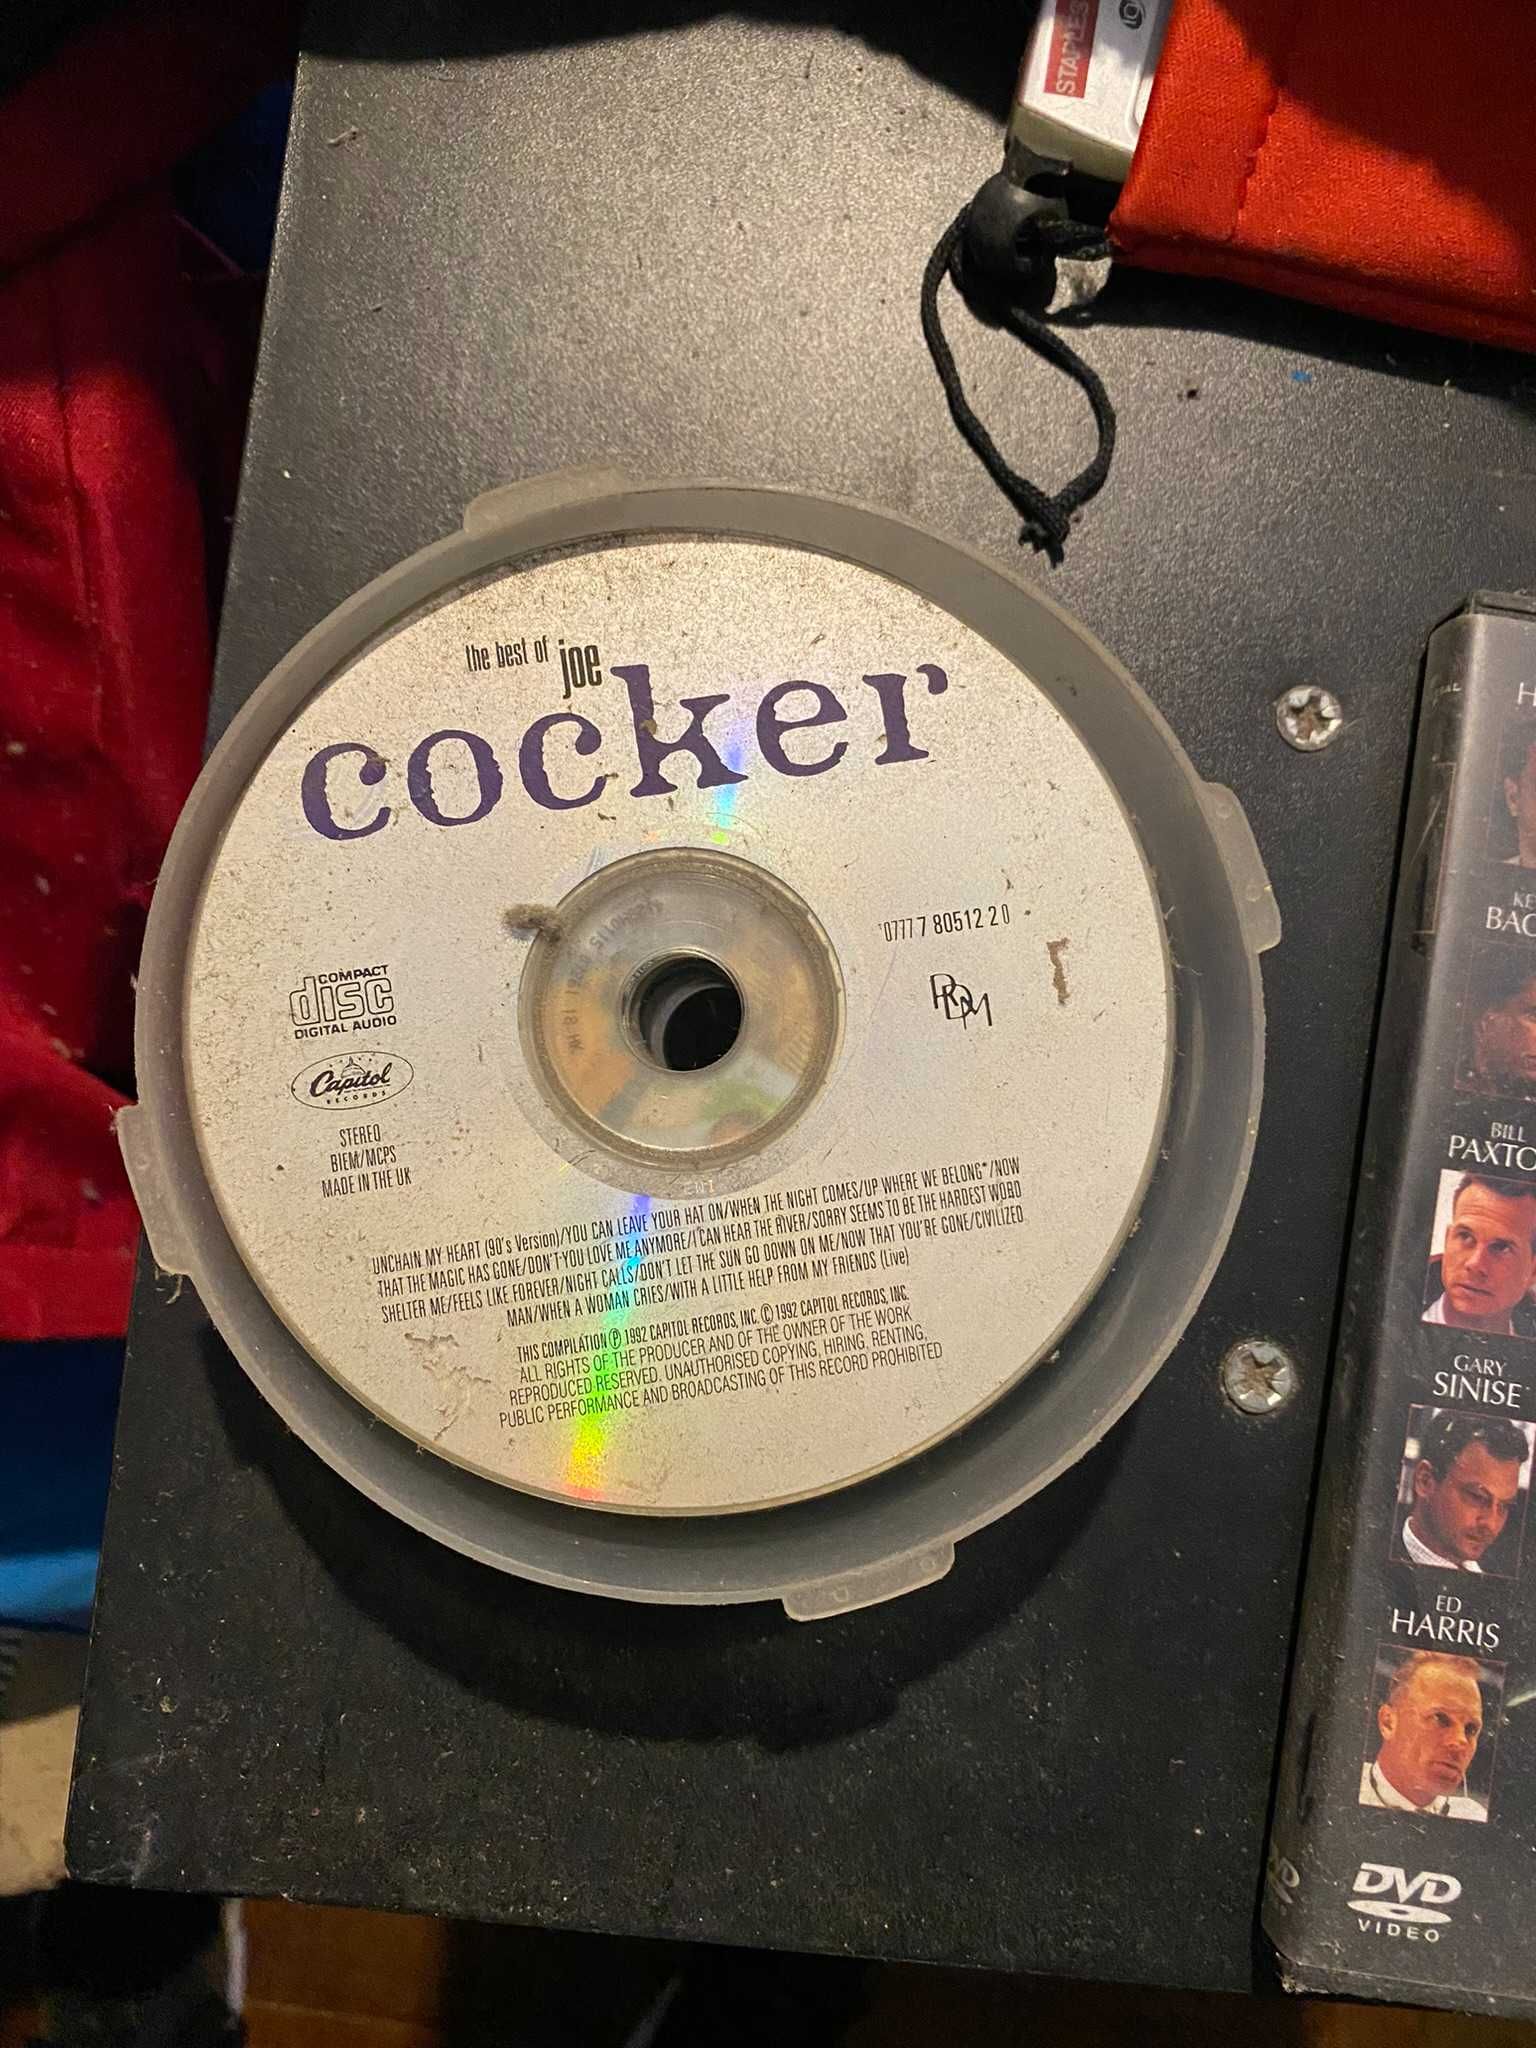 STAPLES
the best of joe
cocker
0777 7 80512 2 0
COMPACT
disc
DIGITAL AUDIO
Capitol
RECORDS
STEREO
BIEM/MCPS
MADE IN THE UK
UNCHAIN MY HEART (90's Version)/YOU CAN LEAVE YOUR HAT ON/WHEN THE NIGHT COMES/UP WHERE WE BELONG*/NOW
THAT THE MAGIC HAS GONE/DON'T YOU LOVE ME ANYMORE/I CAN HEAR THE RIVER/SORRY SEEMS TO BE THE HARDEST WORD
SHELTER ME/FEELS LIKE FOREVER/NIGHT CALLS/DON'T LET THE SUN GO DOWN ON ME/NOW THAT YOU'RE GONE/CIVILIZED
MAN/WHEN A WOMAN CRIES/WITH A LITTLE HELP FROM MY FRIENDS (Live)
THIS COMPILATION ℗ 1992 CAPITOL RECORDS, INC. © 1992 CAPITOL RECORDS, INC.
ALL RIGHTS OF THE PRODUCER AND OF THE OWNER OF THE WORK
REPRODUCED RESERVED. UNAUTHORISED COPYING, HIRING, RENTING,
PUBLIC PERFORMANCE AND BROADCASTING OF THIS RECORD PROHIBITED
BILL
PAXTO
GARY
SINISE
ED
HARRIS
DVD
VIDEO